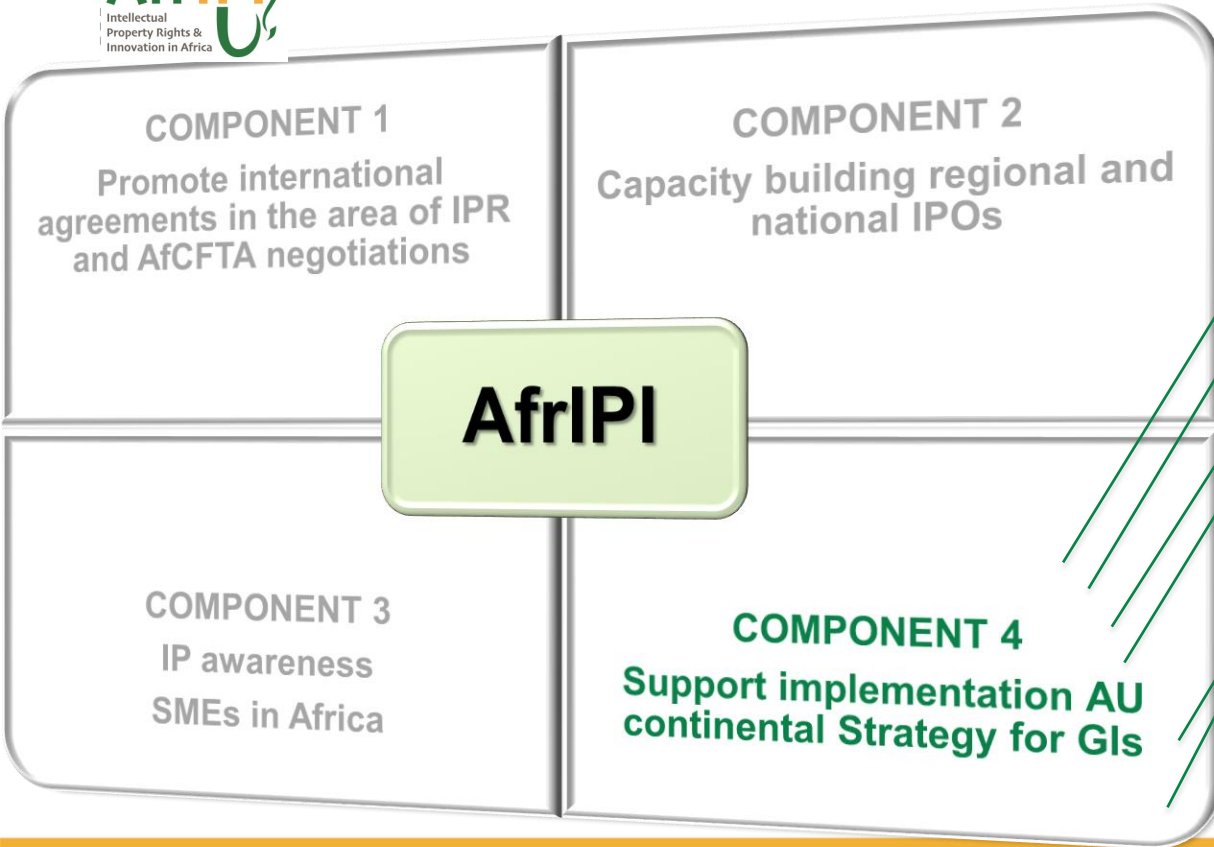 Intellectual
Property Rights &
Innovation in Africa
COMPONENT 1
Promote international
agreements in the area of IPR
and AfCFTA negotiations
COMPONENT 2
Capacity building regional and
national IPOs
AfrIPI
COMPONENT 3
IP awareness
SMEs in Africa
COMPONENT 4
Support implementation AU
continental Strategy for GIs